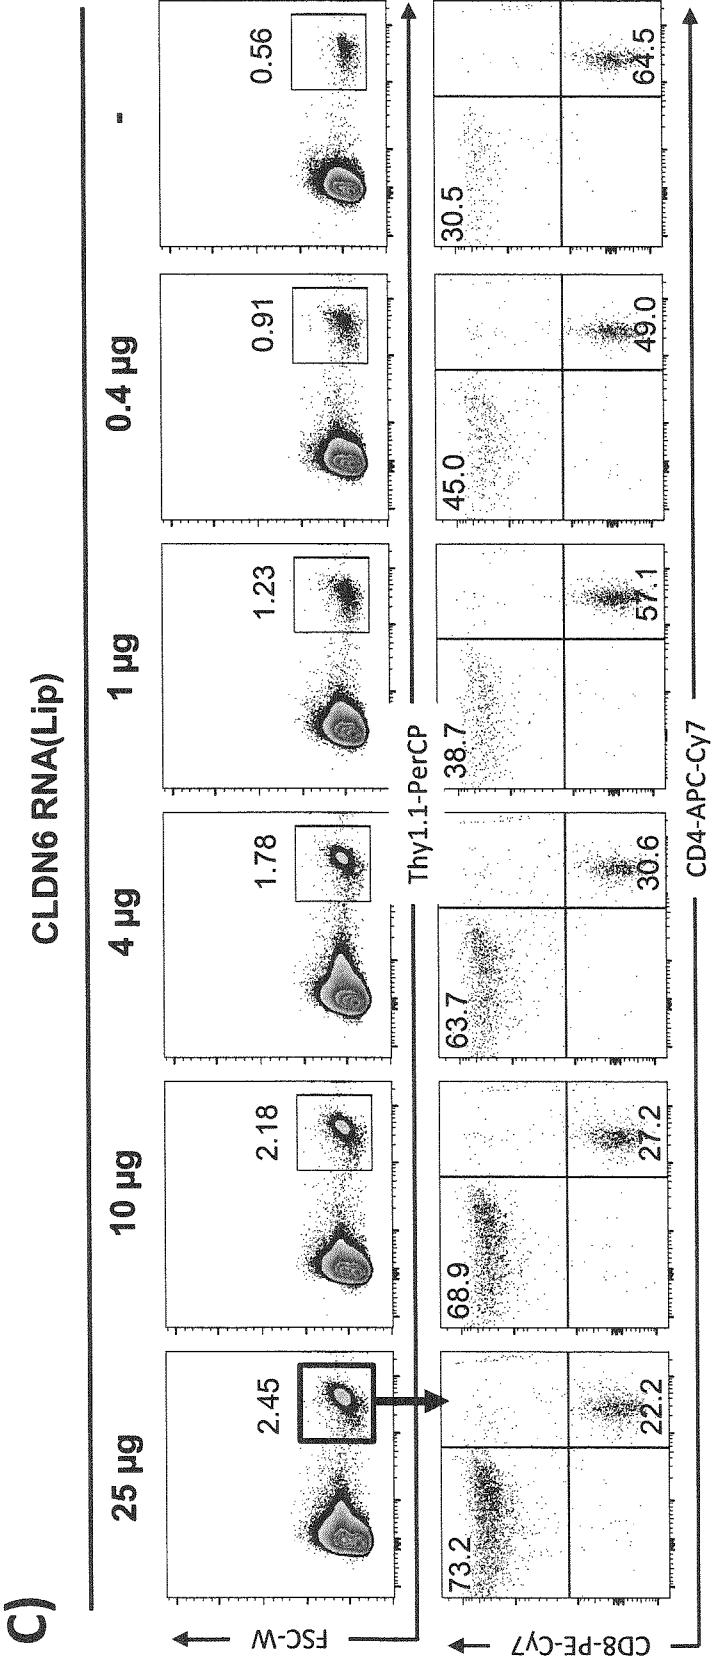 C)
CLDN6 RNA(Lip)
25 µg 10 µg 4 µg 1 µg 0.4 µg -
FSC-W
2.45 2.18 1.78 1.23 0.91 0.56
Thy1.1-PerCP
CD8-PE-Cy7
73.2 68.9 63.7 38.7 45.0 30.5
22.2 27.2 30.6 57.1 49.0 64.5
CD4-APC-Cy7